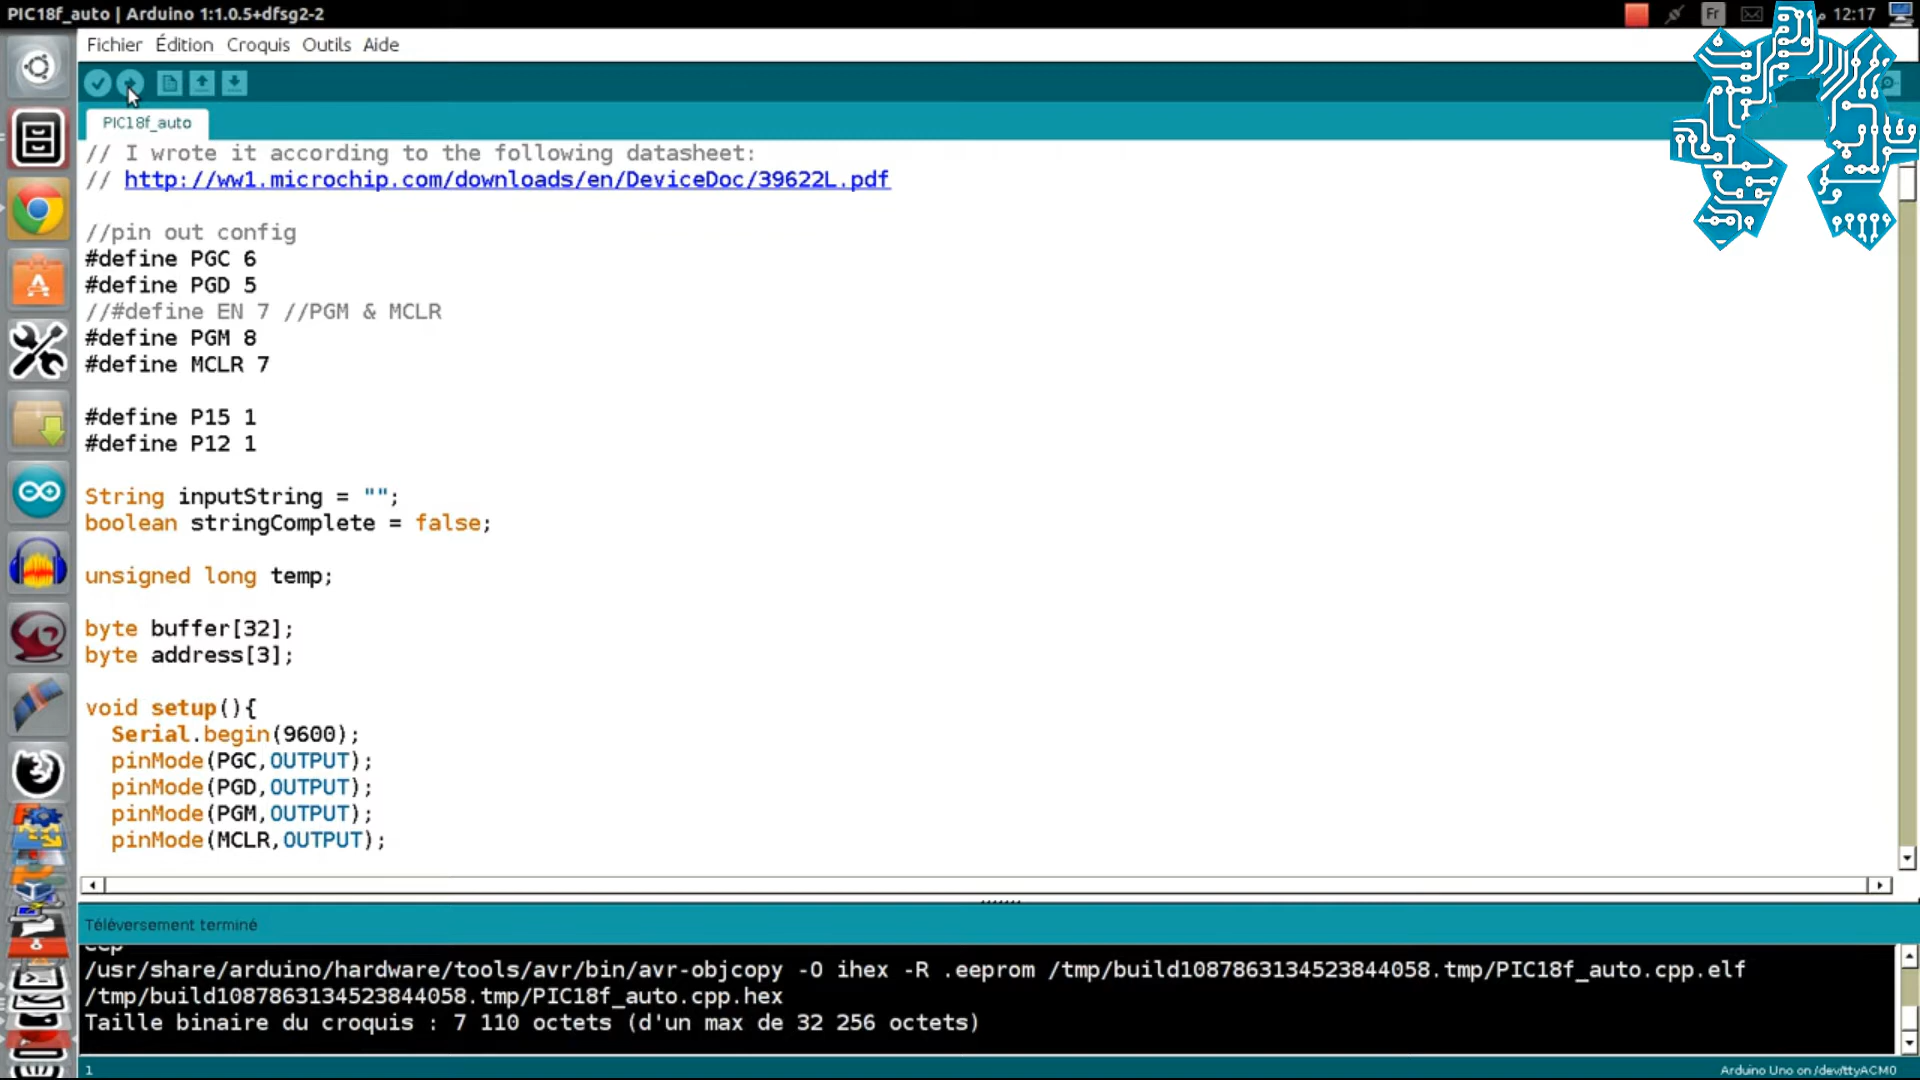 PIC18f_auto | Arduino 1:1.0.5+dfsg2-2
Fr
12:17
Fichier Édition Croquis Outils Aide
PIC18f_auto
// I wrote it according to the following datasheet:
// http://ww1.microchip.com/downloads/en/DeviceDoc/39622L.pdf
//pin out config
#define PGC 6
#define PGD 5
//#define EN 7 //PGM & MCLR
#define PGM 8
#define MCLR 7
#define P15 1
#define P12 1
String inputString = "";
boolean stringComplete = false;
unsigned long temp;
byte buffer[32];
byte address[3];
void setup(){
Serial.begin(9600);
pinMode(PGC,OUTPUT);
pinMode(PGD,OUTPUT);
pinMode(PGM,OUTPUT);
pinMode(MCLR,OUTPUT);
Téléversement terminé
/usr/share/arduino/hardware/tools/avr/bin/avr-objcopy -O ihex -R .eeprom /tmp/build1087863134523844058.tmp/PIC18f_auto.cpp.elf
/tmp/build1087863134523844058.tmp/PIC18f_auto.cpp.hex
Taille binaire du croquis : 7 110 octets (d'un max de 32 256 octets)
1
Arduino Uno on /dev/ttyACM0